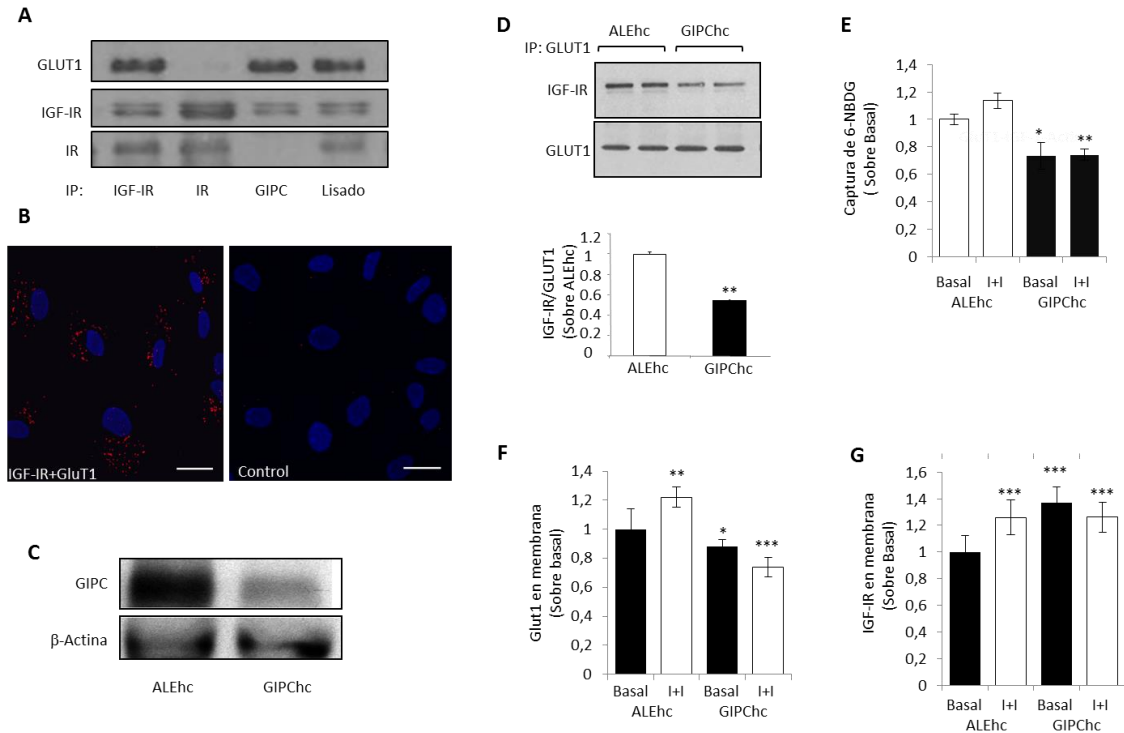 A
GLUT1
IGF-IR
IR
IP: IGF-IR IR GIPC Lisado
B
IGF-IR+GluT1
Control
C
GIPC
β-Actina
ALEhc GIPChc
D
ALEhc GIPChc
IP: GLUT1
IGF-IR
GLUT1
IGF-IR/GLUT1
(Sobre ALEhc)
1.2
1
0.8
0.6
0.4
0.2
0
**
ALEhc GIPChc
E
Captura de 6-NBDG
( Sobre Basal)
1,4
1,2
1
0,8
0,6
0,4
0,2
0
* **
Basal I+I Basal I+I
ALEhc GIPChc
F
Glut1 en membrana
(Sobre basal)
1,4
1,2
1
0,8
0,6
0,4
0,2
0
** * ***
Basal I+I Basal I+I
ALEhc GIPChc
G
IGF-IR en membrana
(Sobre Basal)
1,6
1,4
1,2
1
0,8
0,6
0,4
0,2
0
*** *** ***
Basal I+I Basal I+I
ALEhc GIPChc